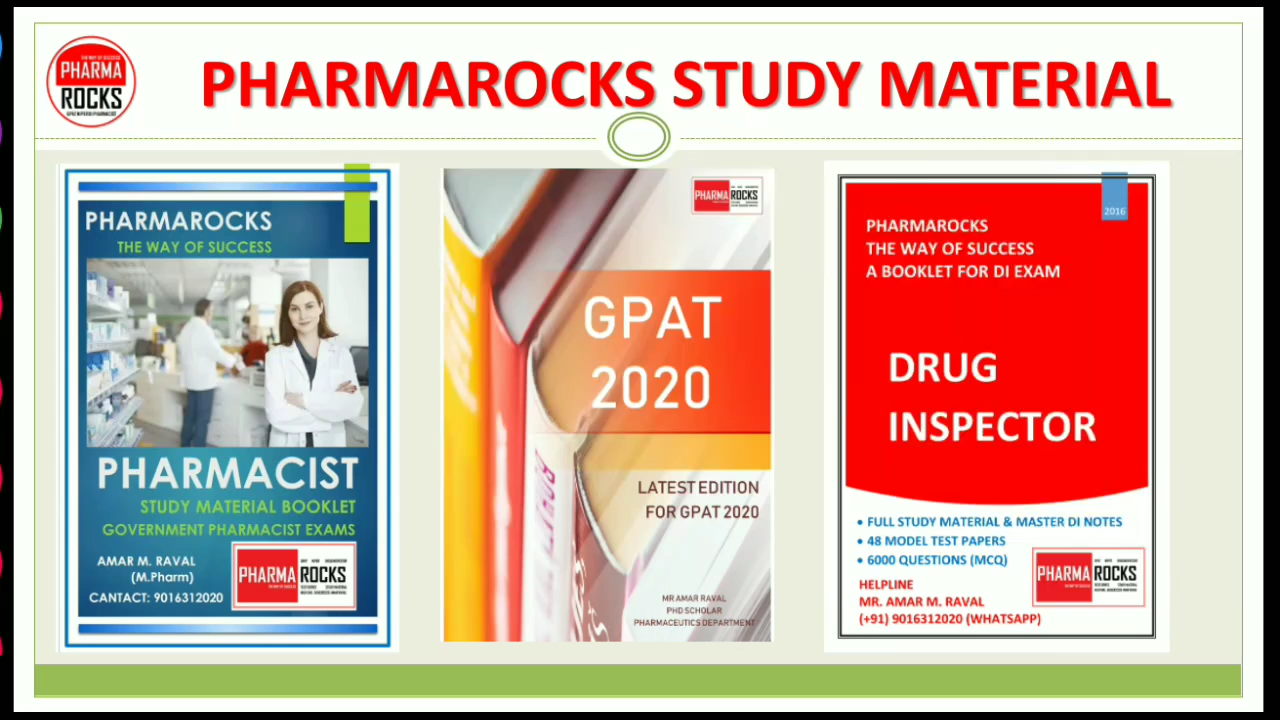 PHARMA
ROCKS
PHARMAROCKS STUDY MATERIAL
PHARMAROCKS
THE WAY OF SUCCESS
PHARMACIST
STUDY MATERIAL BOOKLET
GOVERNMENT PHARMACIST EXAMS
AMAR M. RAVAL
(M.Pharm)
CANTACT: 9016312020
PHARMA ROCKS
PHARMA ROCKS
GPAT
2020
LATEST EDITION
FOR GPAT 2020
MR AMAR RAVAL
PHD SCHOLAR
PHARMACEUTICS DEPARTMENT
2016
PHARMAROCKS
THE WAY OF SUCCESS
A BOOKLET FOR DI EXAM
DRUG
INSPECTOR
• FULL STUDY MATERIAL & MASTER DI NOTES
• 48 MODEL TEST PAPERS
• 6000 QUESTIONS (MCQ)
HELPLINE
MR. AMAR M. RAVAL
(+91) 9016312020 (WHATSAPP)
PHARMA ROCKS